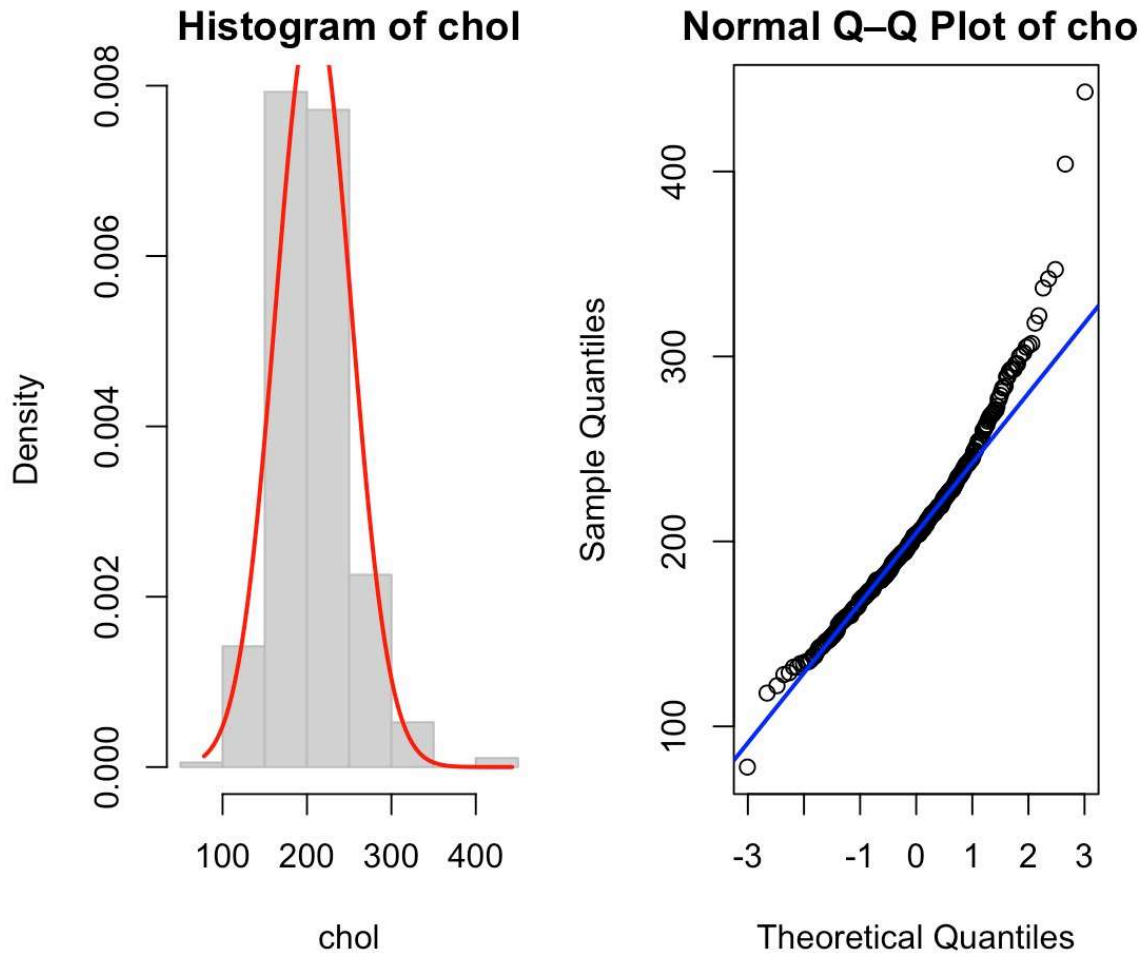 Histogram of chol
Density
0.000 0.002 0.004 0.006 0.008
100 200 300 400
chol
Normal Q–Q Plot of cho
Sample Quantiles
100 200 300 400
-3 -1 0 1 2 3
Theoretical Quantiles